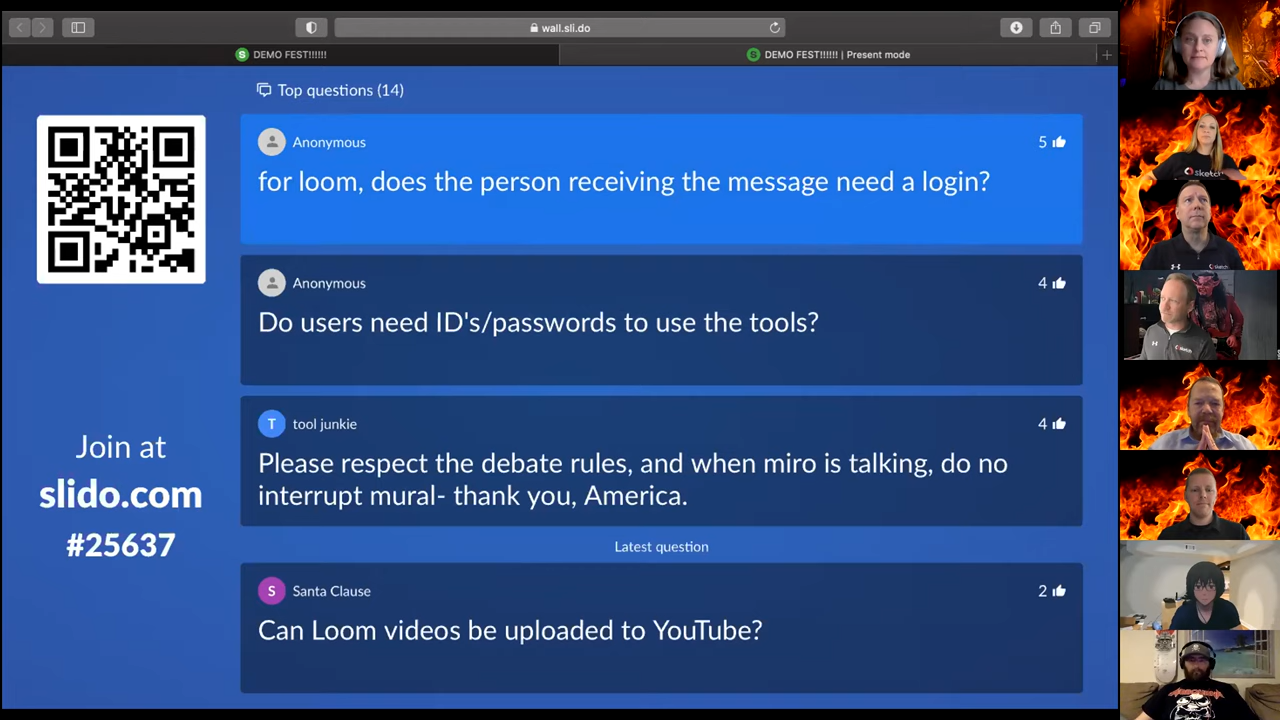 wall.sli.do
DEMO FEST!!!!!!
DEMO FEST!!!!!! | Present mode
Top questions (14)
Anonymous
5
for loom, does the person receiving the message need a login?
Anonymous
4
Do users need ID's/passwords to use the tools?
T
tool junkie
4
Please respect the debate rules, and when miro is talking, do no
interrupt mural- thank you, America.
Latest question
S
Santa Clause
2
Can Loom videos be uploaded to YouTube?
Join at
slido.com
#25637
sketch
sketch
sketch